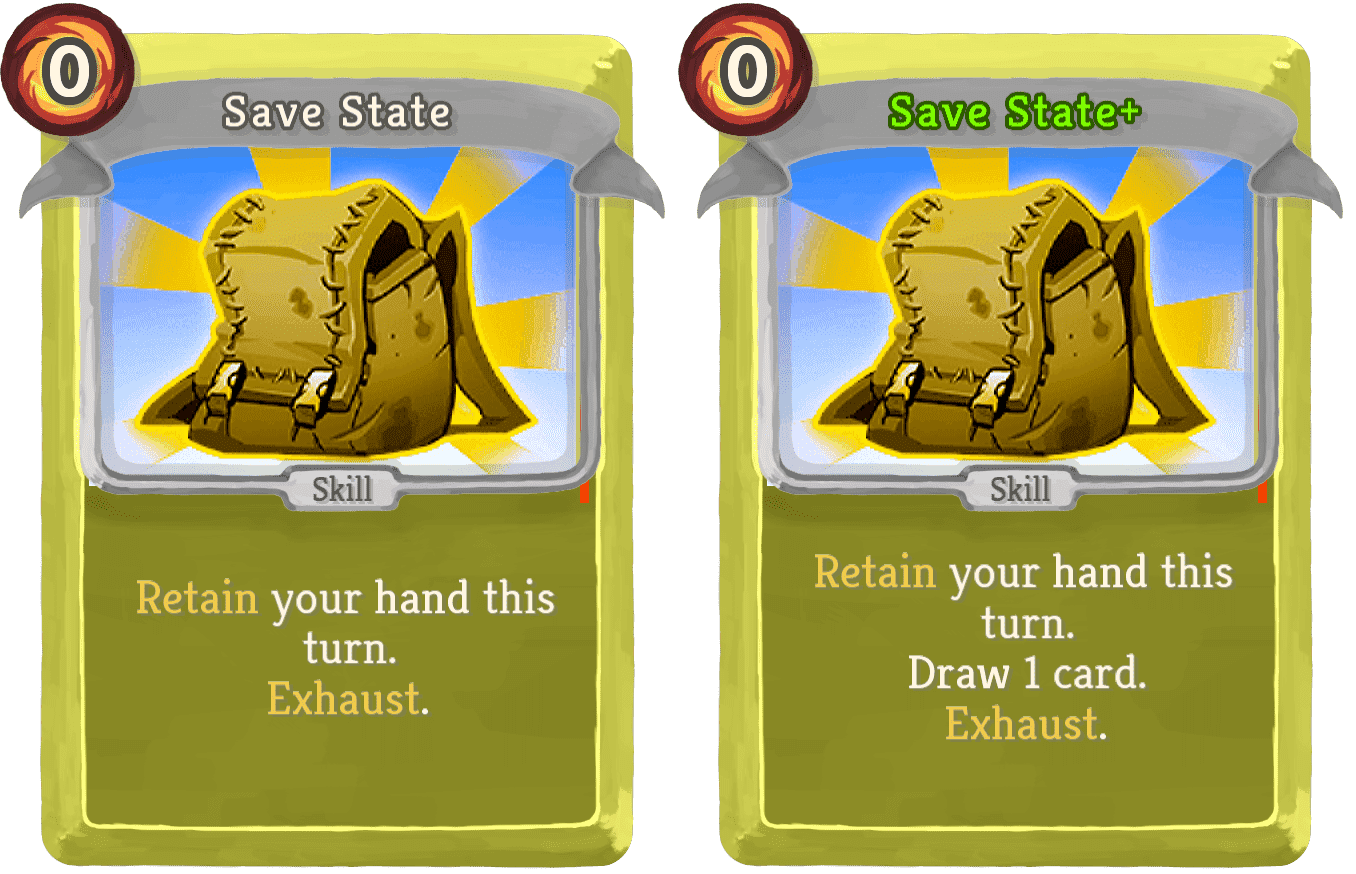 0
Save State
Skill
Retain your hand this
turn.
Exhaust.
0
Save State+
Skill
Retain your hand this
turn.
Draw 1 card.
Exhaust.